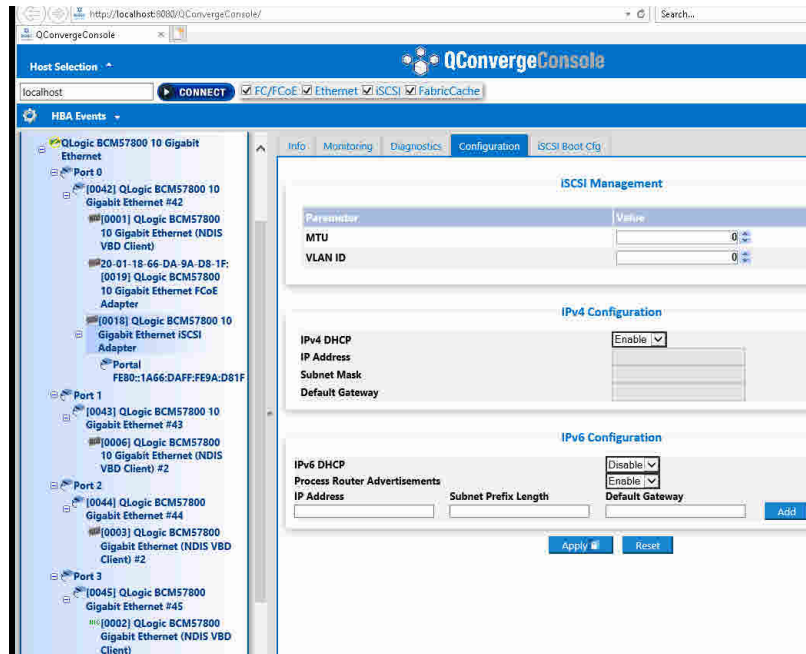 http://localhost:8080/QConvergeConsole/
Search...
QConvergeConsole
Host Selection
QConvergeConsole
localhost
CONNECT
FC/FCoE Ethernet iSCSI FabricCache
HBA Events
QLogic BCM57800 10 Gigabit
Ethernet
Port 0
[0042] QLogic BCM57800 10
Gigabit Ethernet #42
[0001] QLogic BCM57800
10 Gigabit Ethernet (NDIS
VBD Client)
20-01-18-66-DA-9A-D8-1F:
[0019] QLogic BCM57800
10 Gigabit Ethernet FCoE
Adapter
[0018] QLogic BCM57800 10
Gigabit Ethernet iSCSI
Adapter
Portal
FE80::1A66:DAFF:FE9A:D81F
Port 1
[0043] QLogic BCM57800 10
Gigabit Ethernet #43
[0006] QLogic BCM57800
10 Gigabit Ethernet (NDIS
VBD Client) #2
Port 2
[0044] QLogic BCM57800
Gigabit Ethernet #44
[0003] QLogic BCM57800
Gigabit Ethernet (NDIS VBD
Client) #2
Port 3
[0045] QLogic BCM57800
Gigabit Ethernet #45
[0002] QLogic BCM57800
Gigabit Ethernet (NDIS VBD
Client)
Info Monitoring Diagnostics Configuration iSCSI Boot Cfg
iSCSI Management
Parameter Value
MTU 0
VLAN ID 0
IPv4 Configuration
IPv4 DHCP Enable
IP Address
Subnet Mask
Default Gateway
IPv6 Configuration
IPv6 DHCP Disable
Process Router Advertisements Enable
IP Address Subnet Prefix Length Default Gateway
Add
Apply Reset